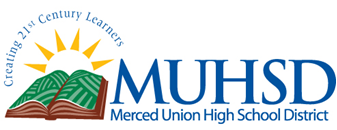 Creating 21st Century Learners
MUHSD
Merced Union High School District